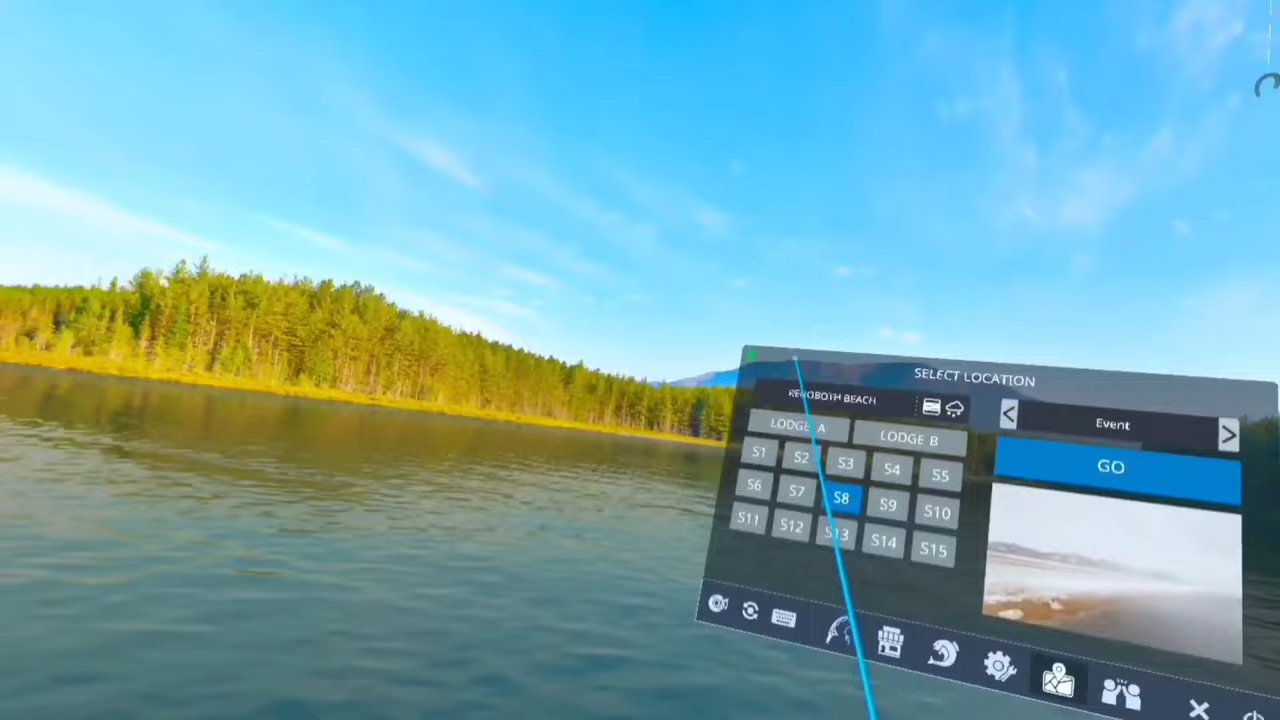 SELECT LOCATION
REHOBOTH BEACH
Event
LODGE A
LODGE B
GO
S1
S2
S3
S4
S5
S6
S7
S8
S9
S10
S11
S12
S13
S14
S15